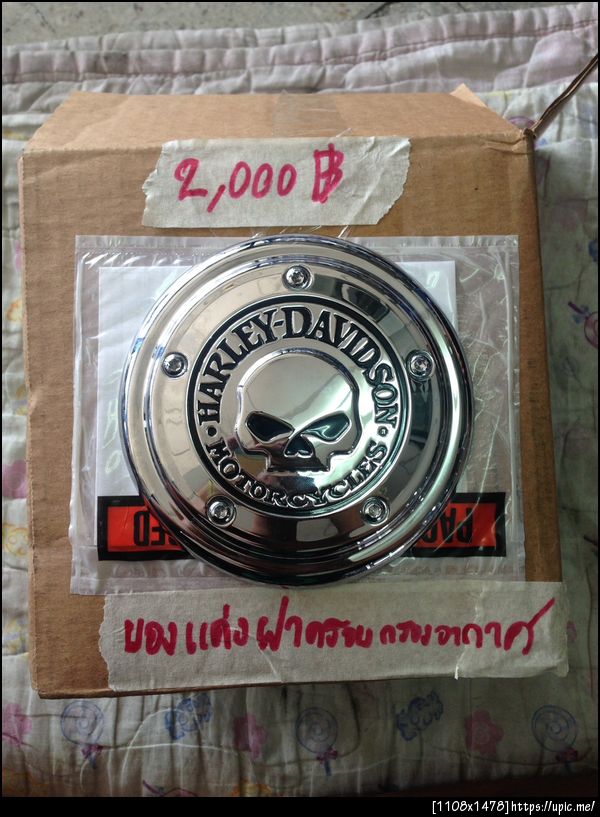 2,000 ฿
HARLEY-DAVIDSON
MOTORCYCLES
ของแต่งฝาครอบกรองอากาศ
[1108x1478]https://upic.me/